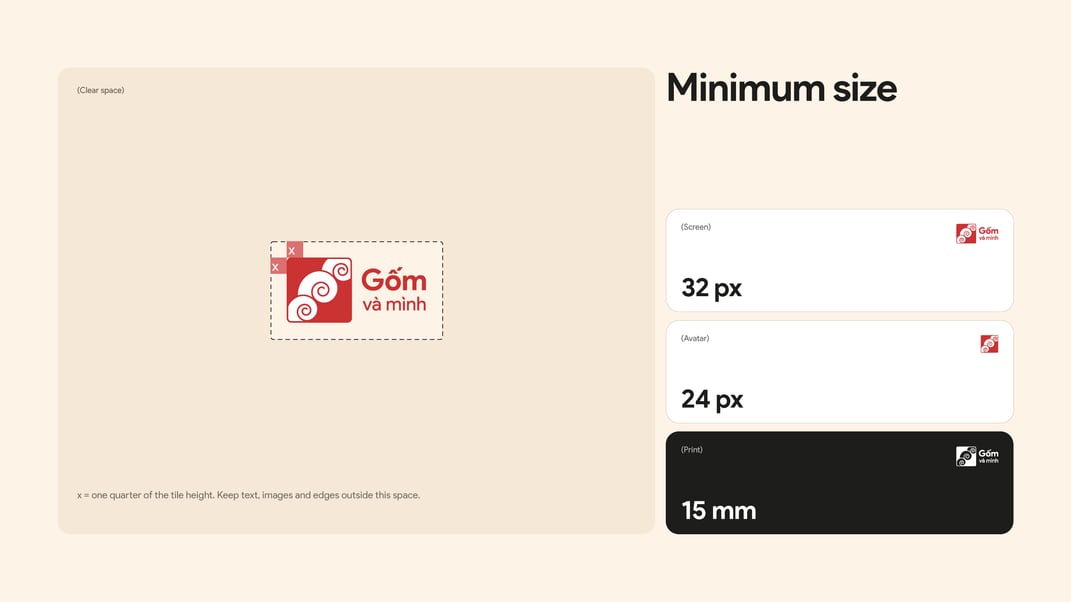 (Clear space)
x
x
Gốm
và mình
x = one quarter of the tile height. Keep text, images and edges outside this space.
Minimum size
(Screen)
Gốm
và mình
32 px
(Avatar)
24 px
(Print)
Gốm
và mình
15 mm